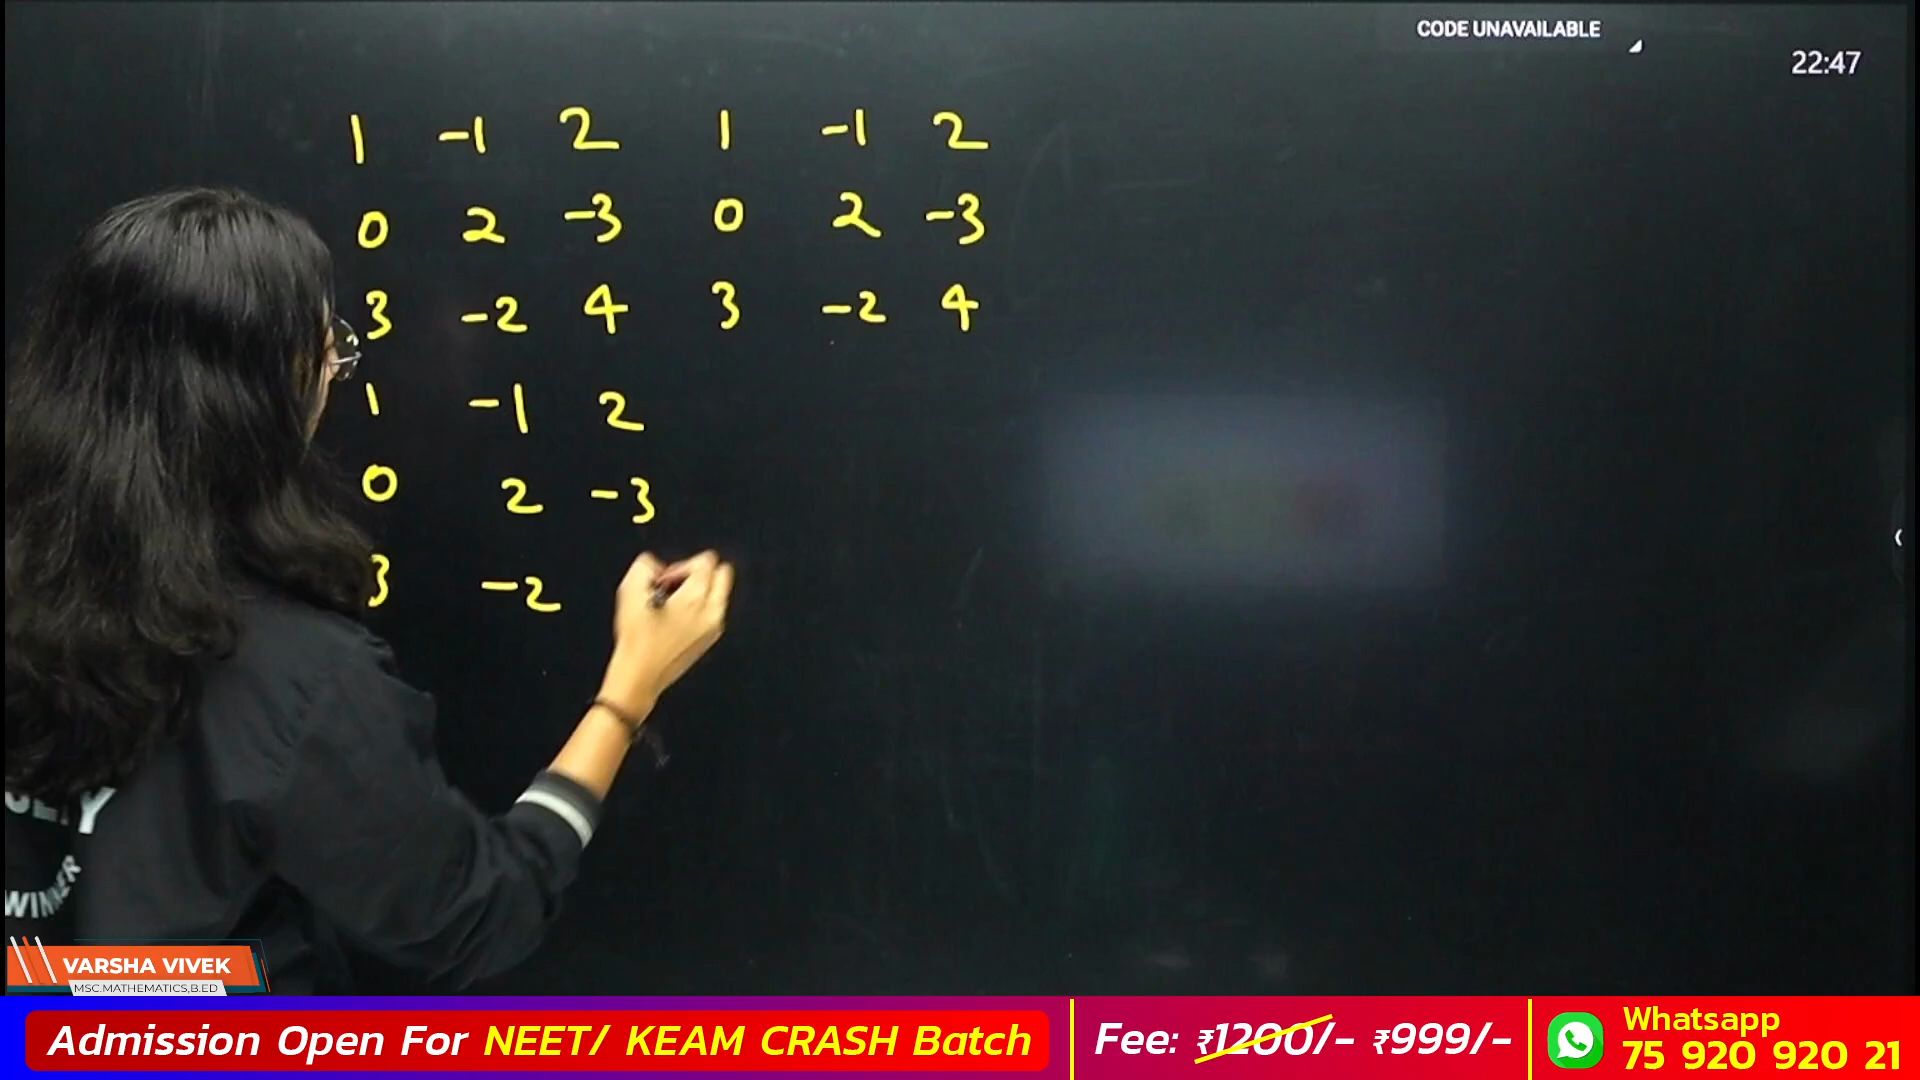 CODE UNAVAILABLE
22:47
1 -1 2 1 -1 2
0 2 -3 0 2 -3
3 -2 4 3 -2 4
1 -1 2
0 2 -3
3 -2
WINNER
VARSHA VIVEK
MSC.MATHEMATICS,B.ED
Admission Open For NEET/ KEAM CRASH Batch
Fee: ₹1200/- ₹999/-
Whatsapp
75 920 920 21